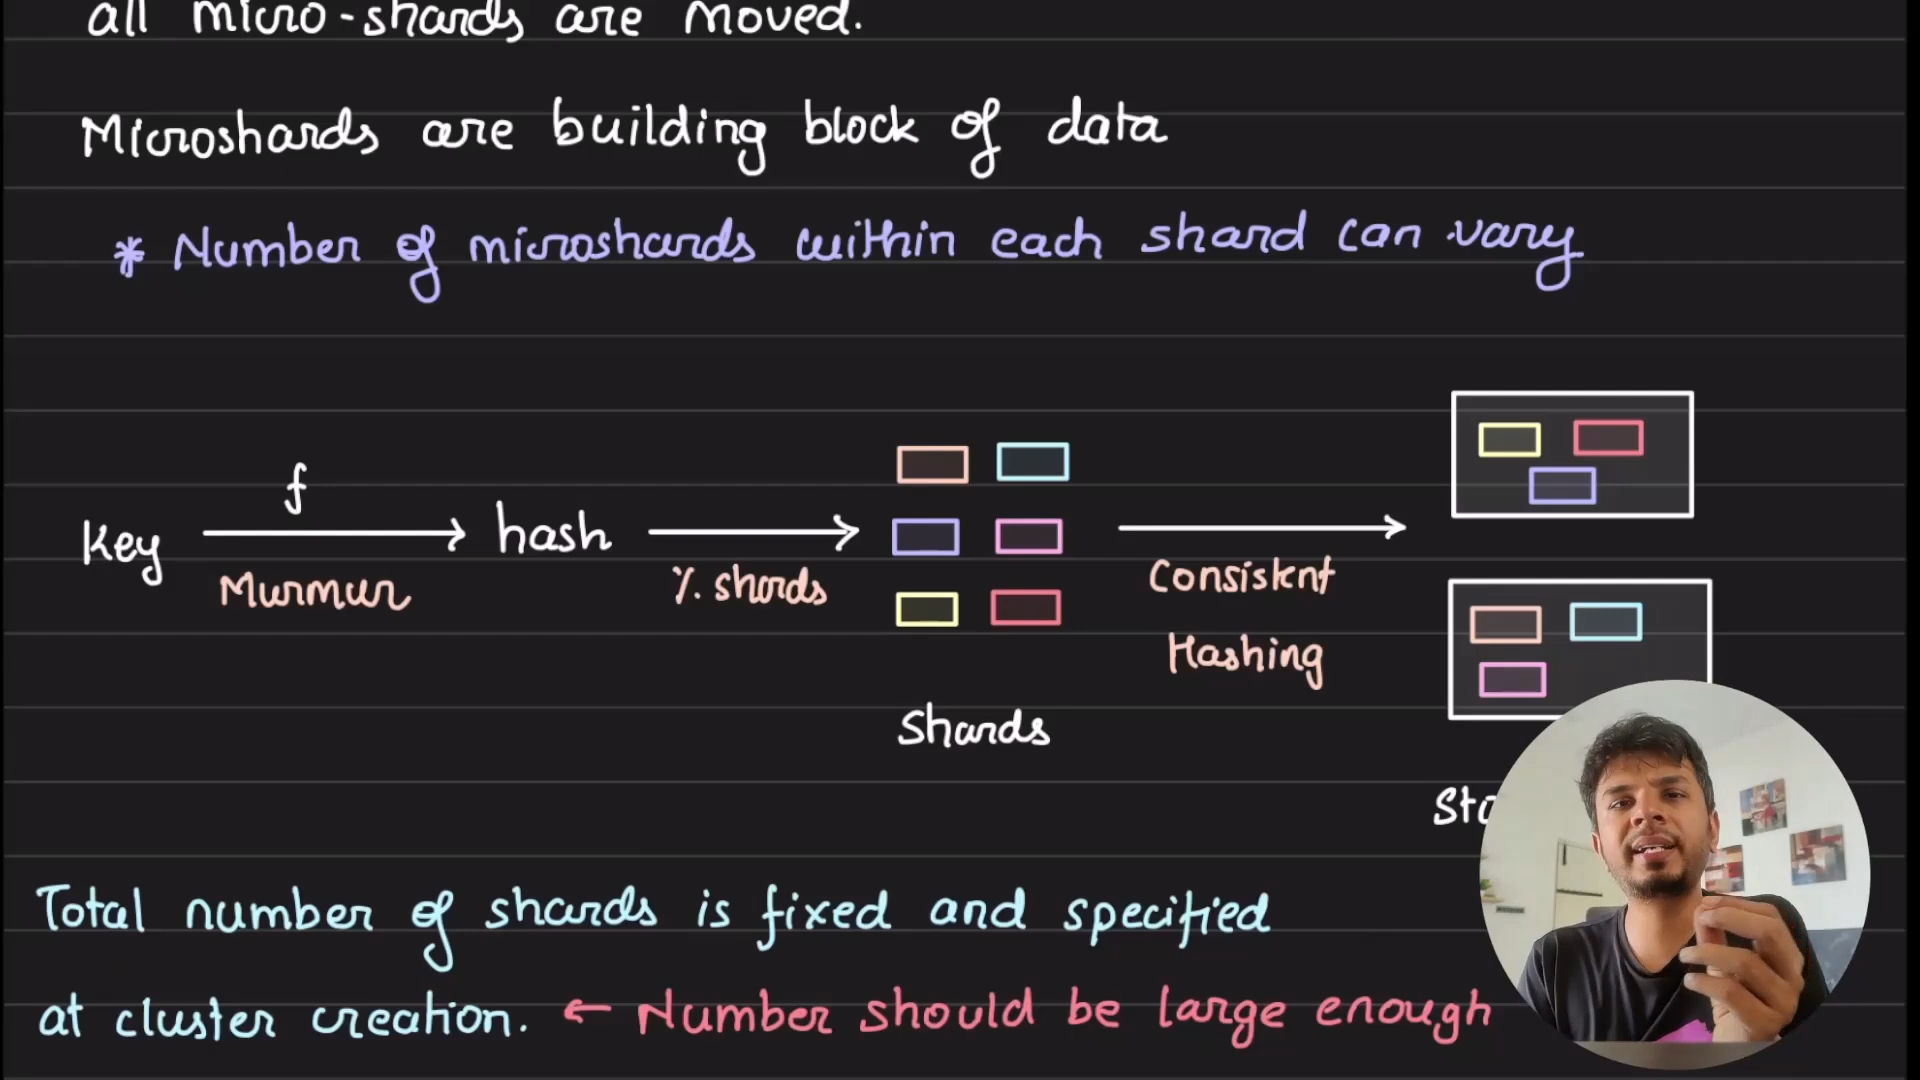 all micro-shards are moved.
Microshards are building block of data
* Number of microshards within each shard can vary
f
Key
hash
Murmur
% shards
Consistent
Hashing
Shards
Total number of shards is fixed and specified
at cluster creation. ← Number should be large enough